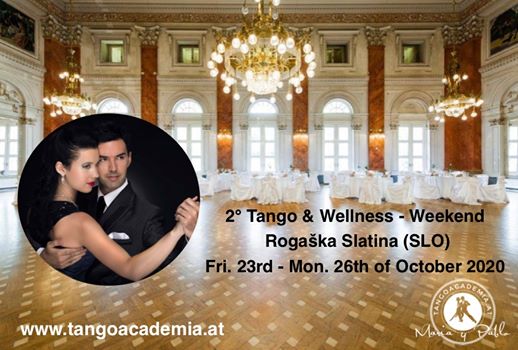 2° Tango & Wellness - Weekend
Rogaška Slatina (SLO)
Fri. 23rd - Mon. 26th of October 2020
TANGOACADEMIA.AT
Maria y Pablo
www.tangoacademia.at